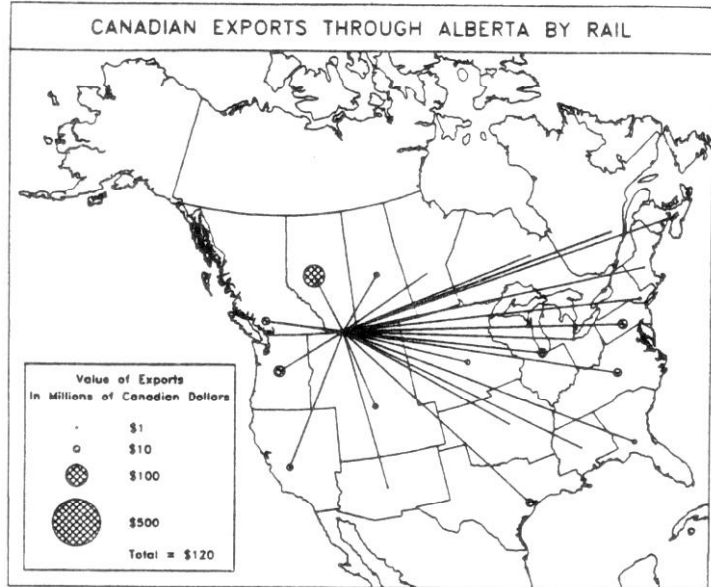 CANADIAN EXPORTS THROUGH ALBERTA BY RAIL
Value of Exports
In Millions of Canadian Dollars
$1
$10
$100
$500
Total = $120